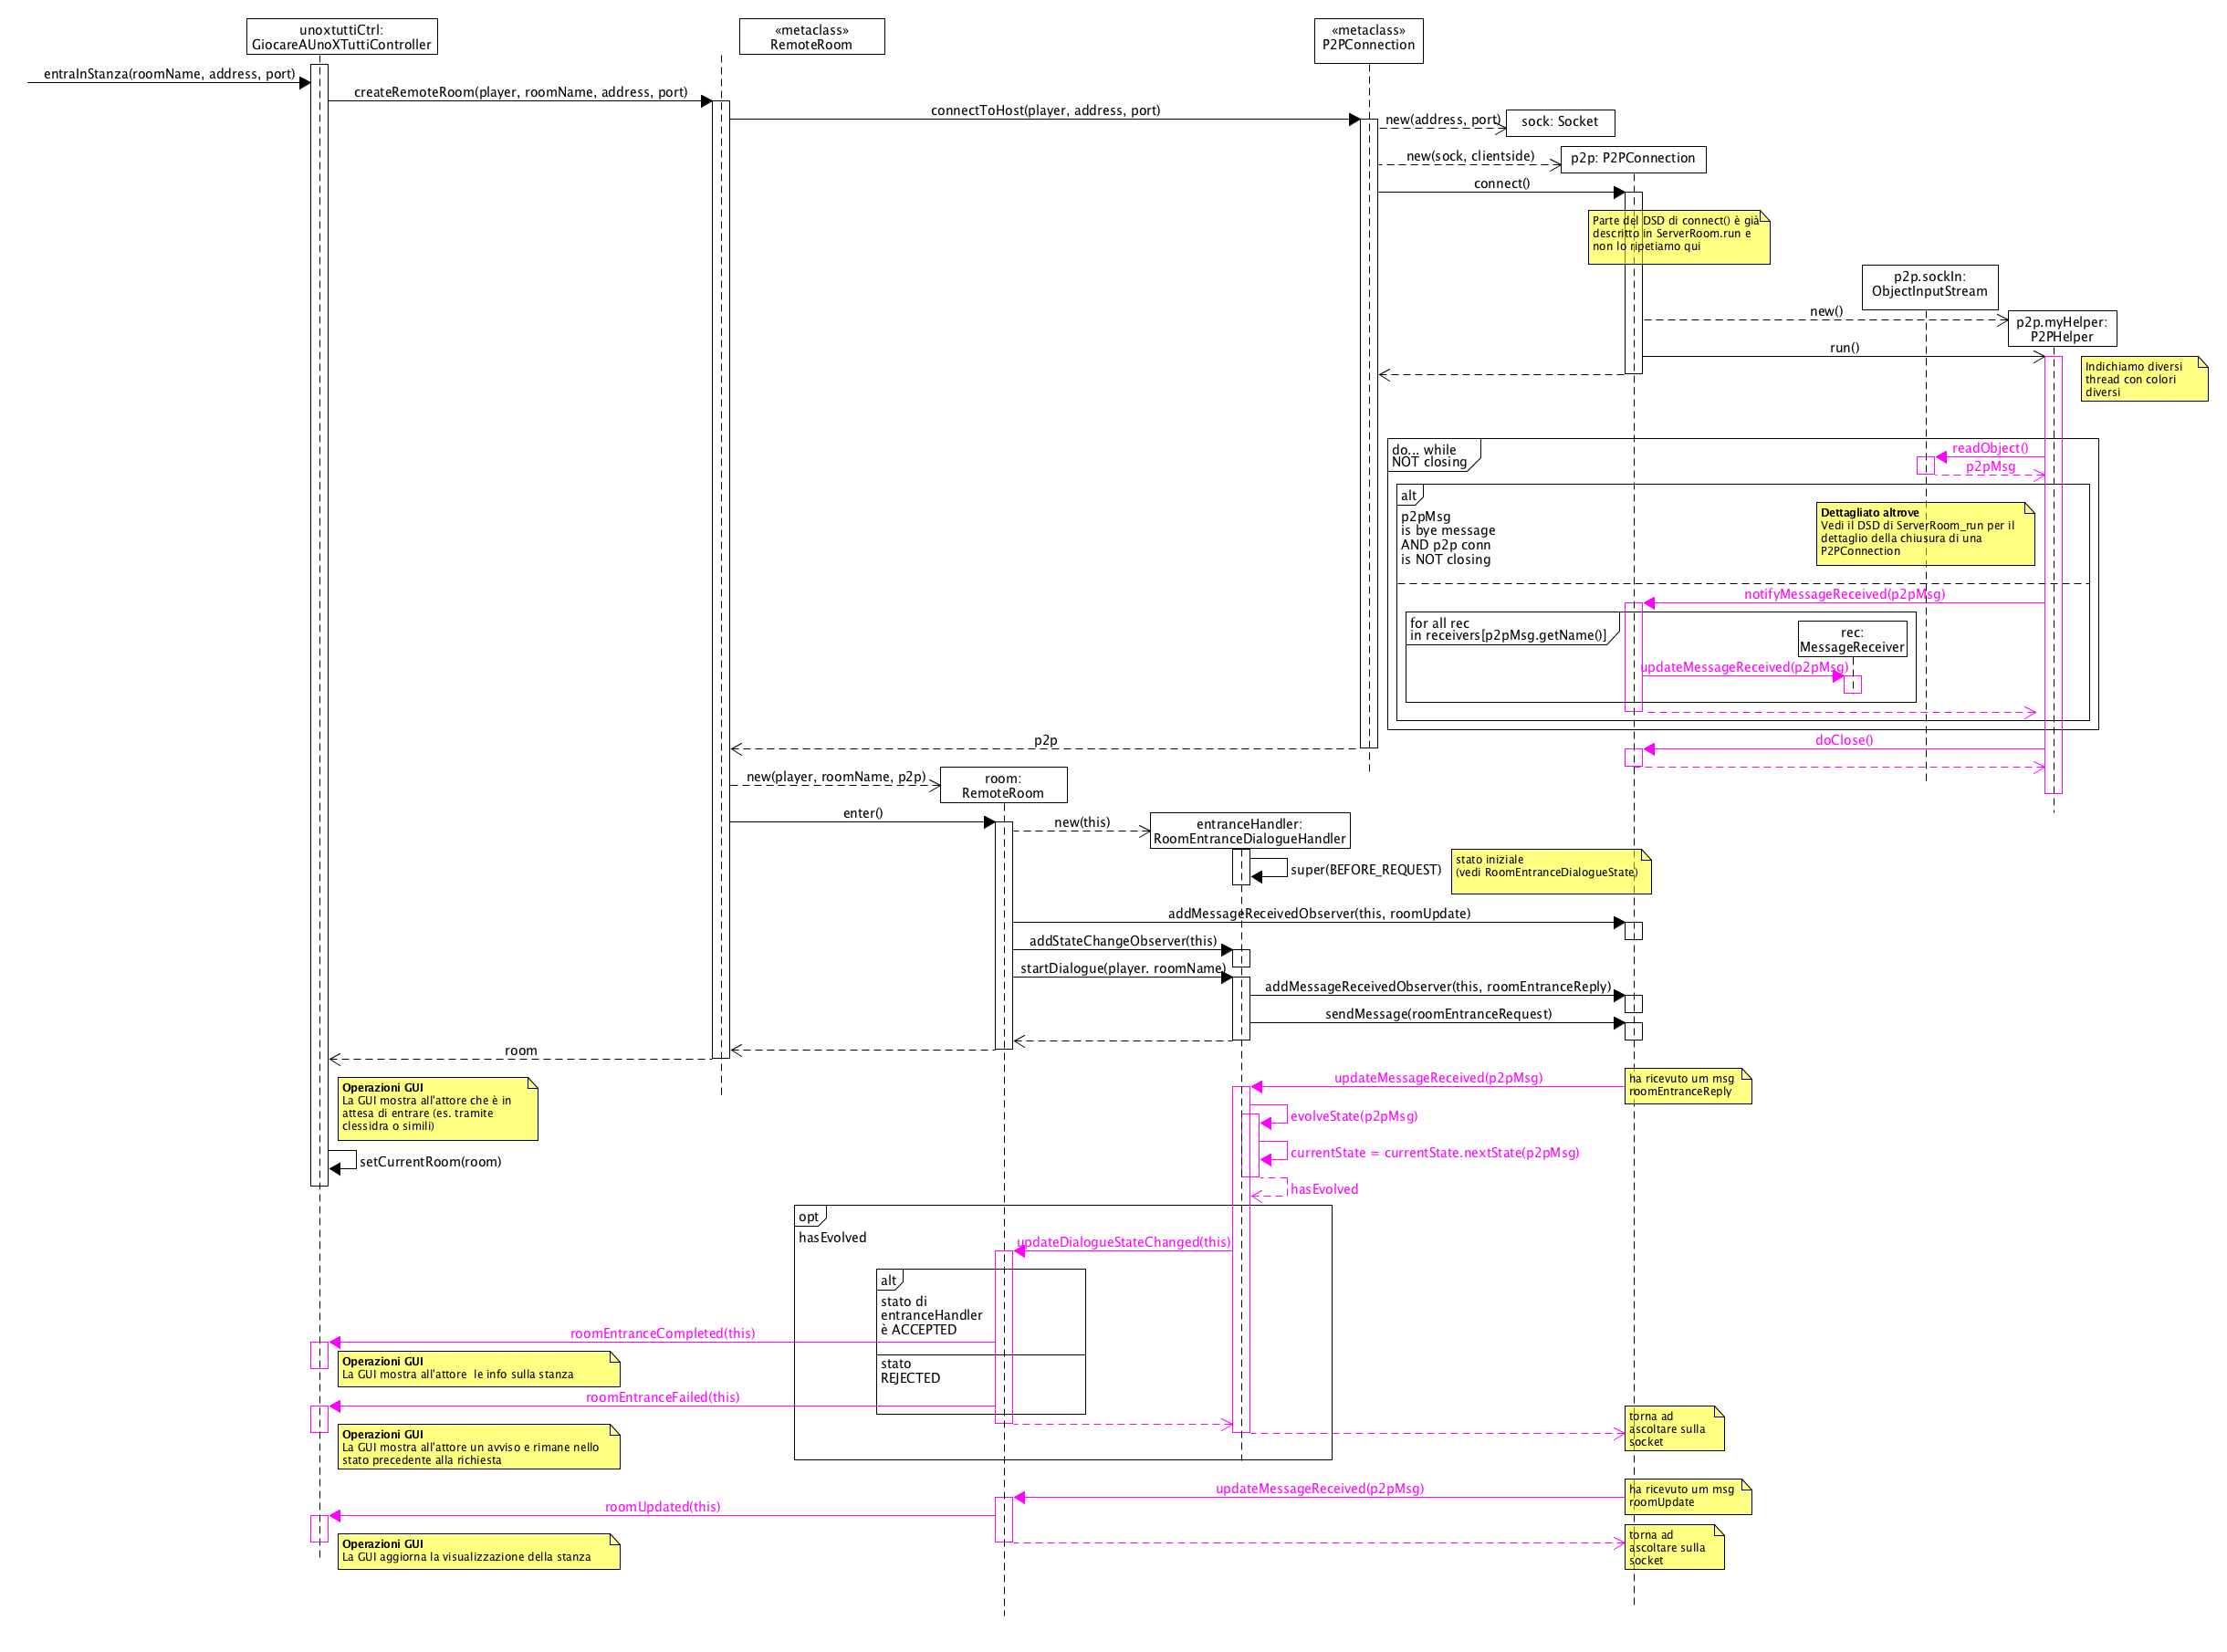 unoxtuttiCtrl:
GiocareAUnoXTuttiController
«metaclass»
RemoteRoom
«metaclass»
P2PConnection
entraInStanza(roomName, address, port)
createRemoteRoom(player, roomName, address, port)
connectToHost(player, address, port)
new(address, port)
sock: Socket
new(sock, clientside)
p2p: P2PConnection
connect()
Parte del DSD di connect() è già
descritto in ServerRoom.run e
non lo ripetiamo qui
p2p.sockIn:
ObjectInputStream
new()
p2p.myHelper:
P2PHelper
run()
Indichiamo diversi
thread con colori
diversi
do... while
NOT closing
readObject()
p2pMsg
alt
p2pMsg
is bye message
AND p2p conn
is NOT closing
Dettagliato altrove
Vedi il DSD di ServerRoom_run per il
dettaglio della chiusura di una
P2PConnection
notifyMessageReceived(p2pMsg)
for all rec
in receivers[p2pMsg.getName()]
rec:
MessageReceiver
updateMessageReceived(p2pMsg)
p2p
doClose()
new(player, roomName, p2p)
room:
RemoteRoom
enter()
new(this)
entranceHandler:
RoomEntranceDialogueHandler
super(BEFORE_REQUEST)
stato iniziale
(vedi RoomEntranceDialogueState)
addMessageReceivedObserver(this, roomUpdate)
addStateChangeObserver(this)
startDialogue(player. roomName)
addMessageReceivedObserver(this, roomEntranceReply)
sendMessage(roomEntranceRequest)
room
Operazioni GUI
La GUI mostra all'attore che è in
attesa di entrare (es. tramite
clessidra o simili)
updateMessageReceived(p2pMsg)
ha ricevuto um msg
roomEntranceReply
evolveState(p2pMsg)
setCurrentRoom(room)
currentState = currentState.nextState(p2pMsg)
hasEvolved
opt
hasEvolved
updateDialogueStateChanged(this)
alt
stato di
entranceHandler
è ACCEPTED
roomEntranceCompleted(this)
Operazioni GUI
La GUI mostra all'attore  le info sulla stanza
stato
REJECTED
roomEntranceFailed(this)
Operazioni GUI
La GUI mostra all'attore un avviso e rimane nello
stato precedente alla richiesta
torna ad
ascoltare sulla
socket
updateMessageReceived(p2pMsg)
ha ricevuto um msg
roomUpdate
roomUpdated(this)
Operazioni GUI
La GUI aggiorna la visualizzazione della stanza
torna ad
ascoltare sulla
socket